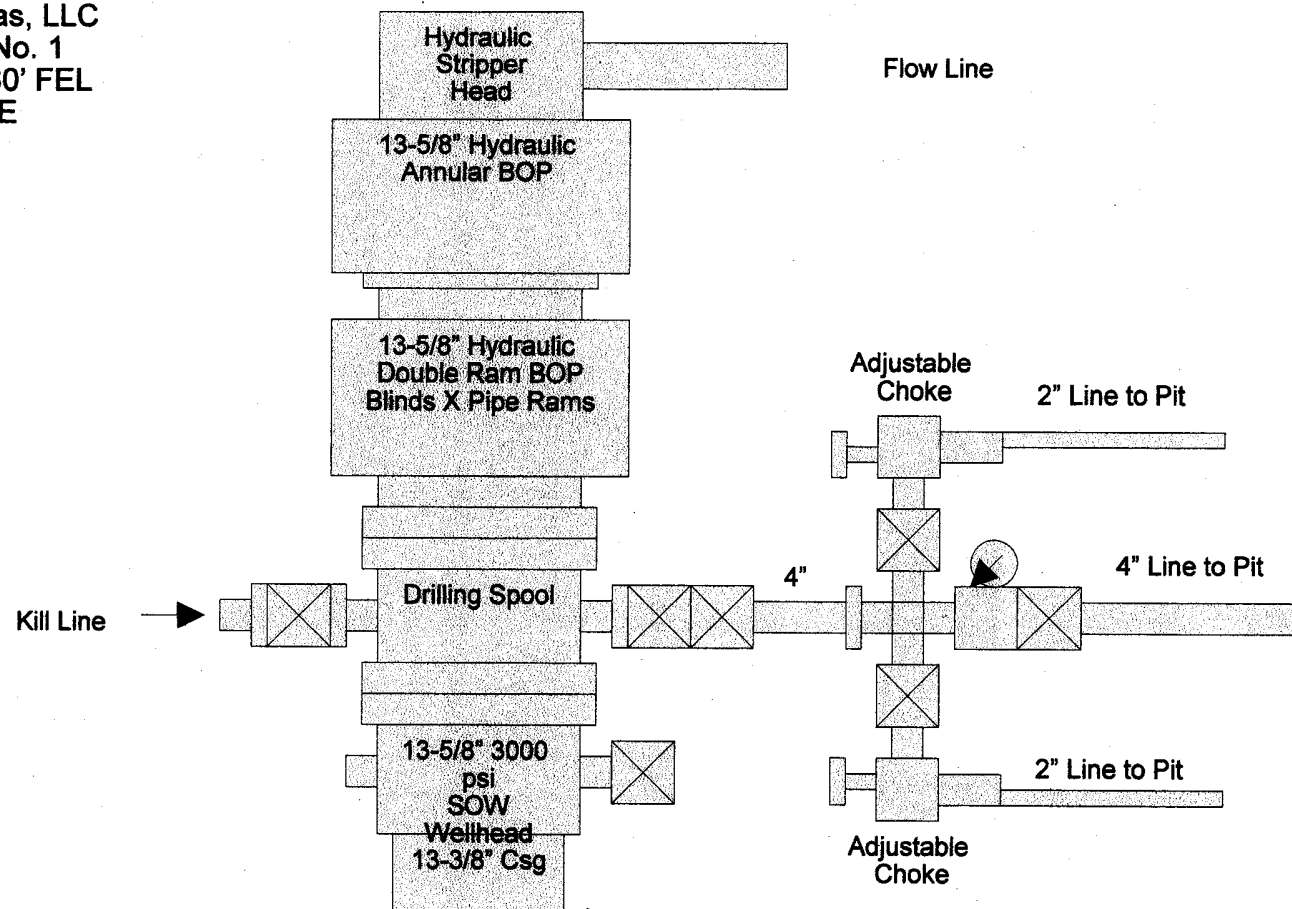 as, LLC
No. 1
0' FEL
E
Hydraulic
Stripper
Head
Flow Line
13-5/8" Hydraulic
Annular BOP
13-5/8" Hydraulic
Double Ram BOP
Blinds X Pipe Rams
Adjustable
Choke
2" Line to Pit
Kill Line
Drilling Spool
4"
4" Line to Pit
13-5/8" 3000
psi
SOW
Wellhead
13-3/8" Csg
2" Line to Pit
Adjustable
Choke